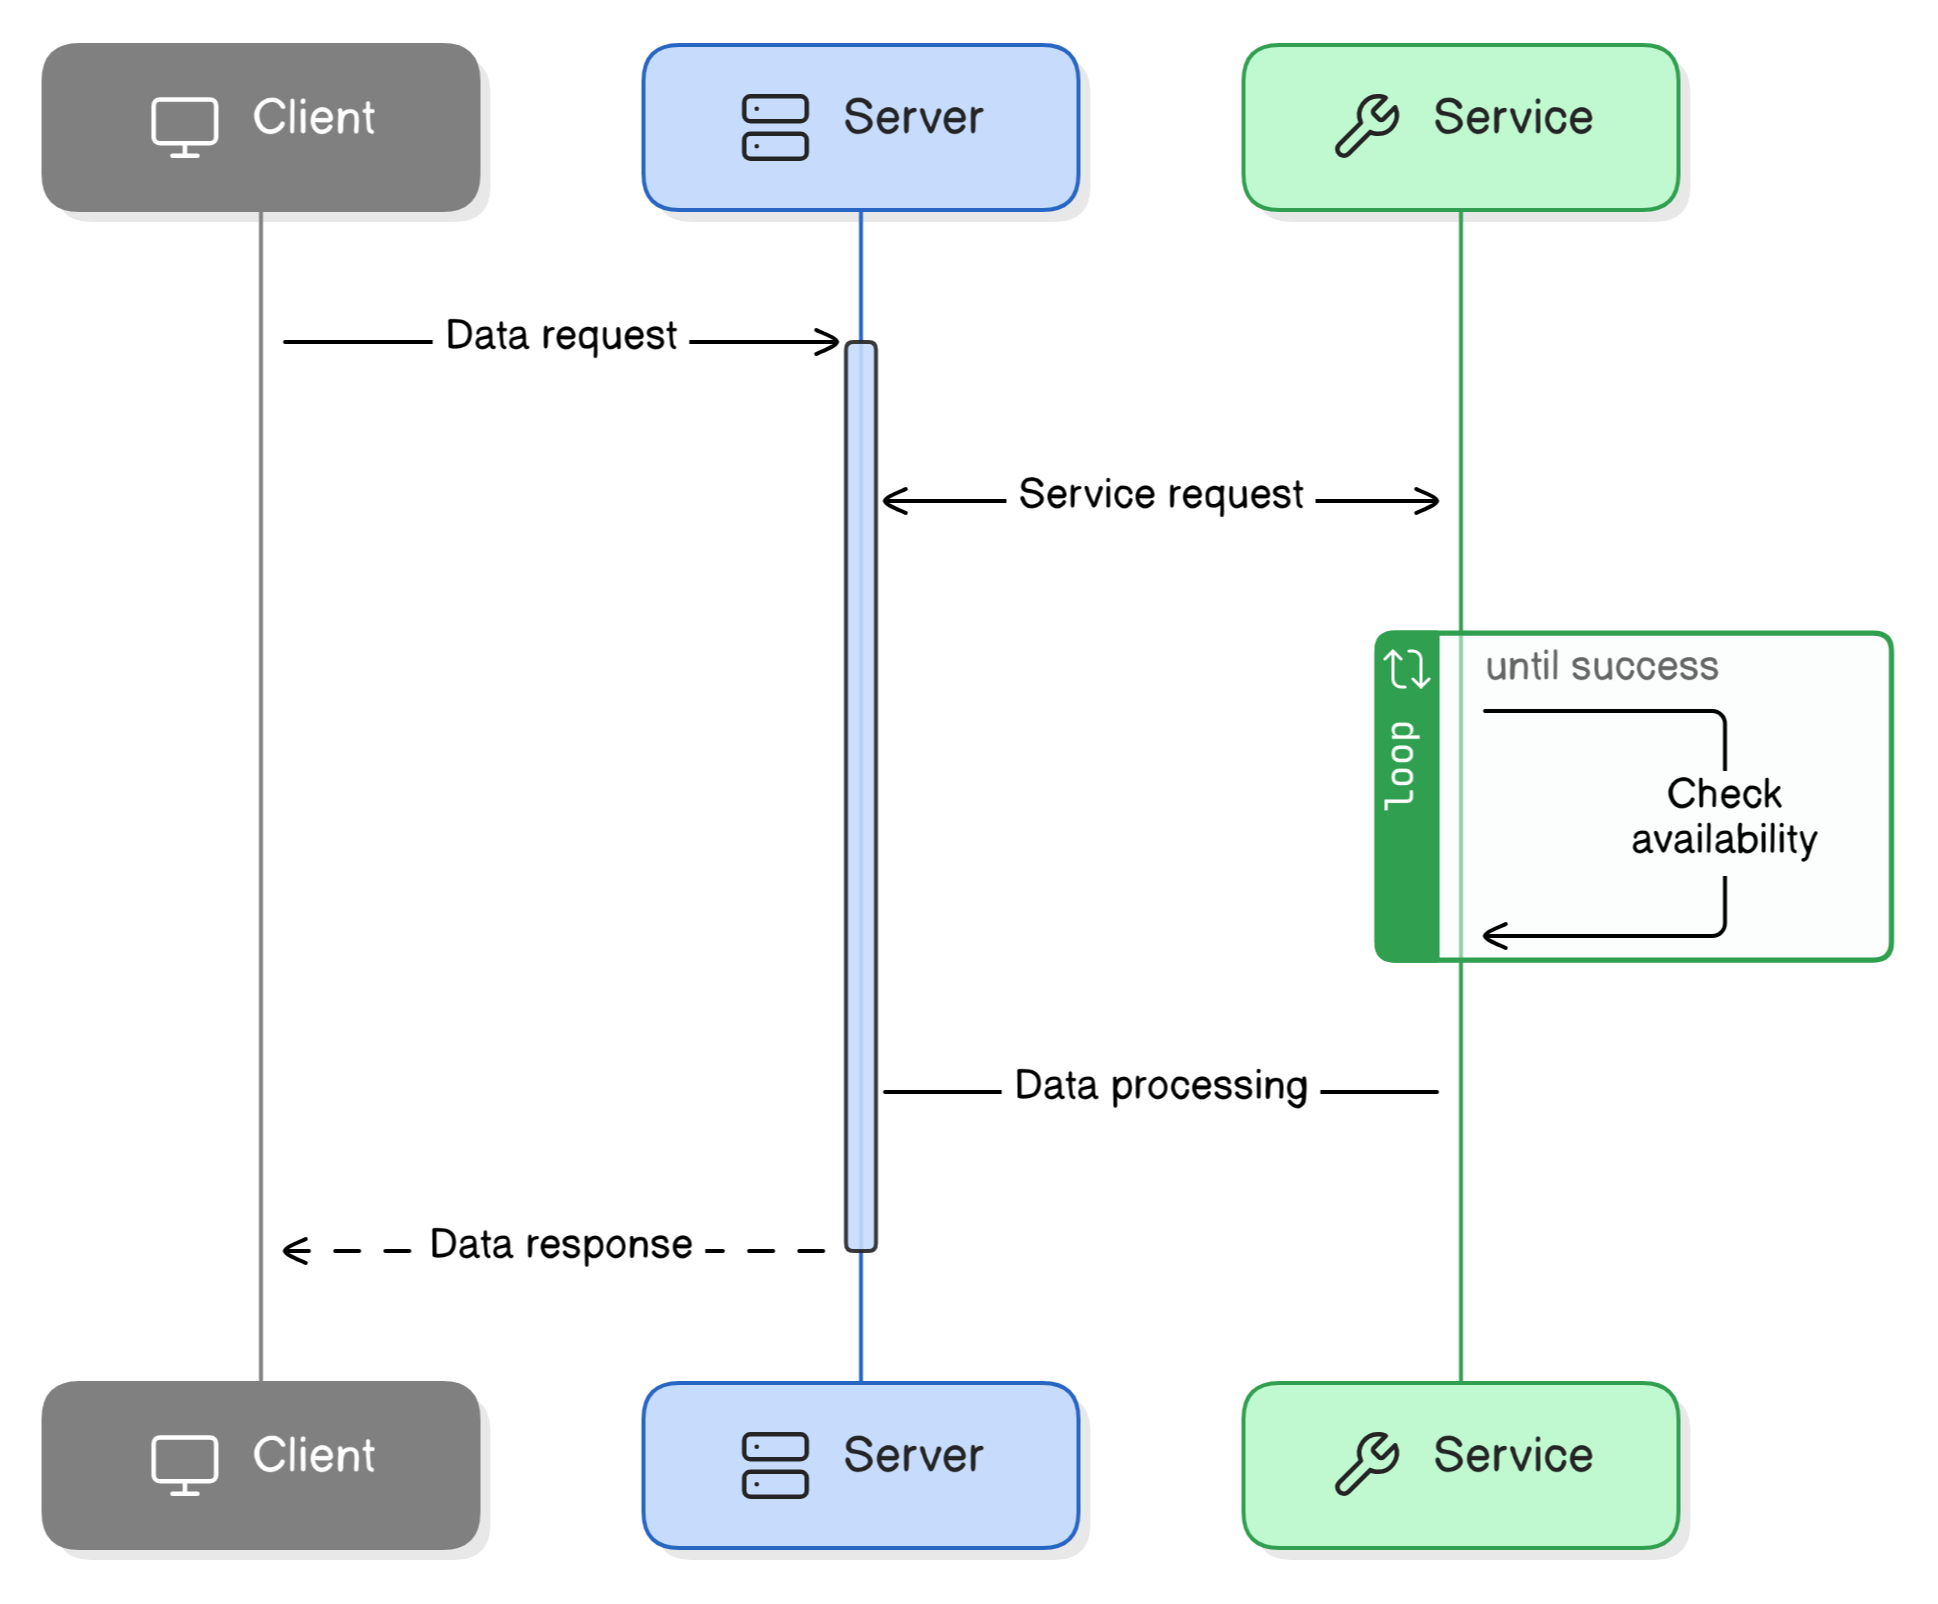 Client
Server
Service
Data request
Service request
until success
loop
Check
availability
Data processing
Data response
Client
Server
Service